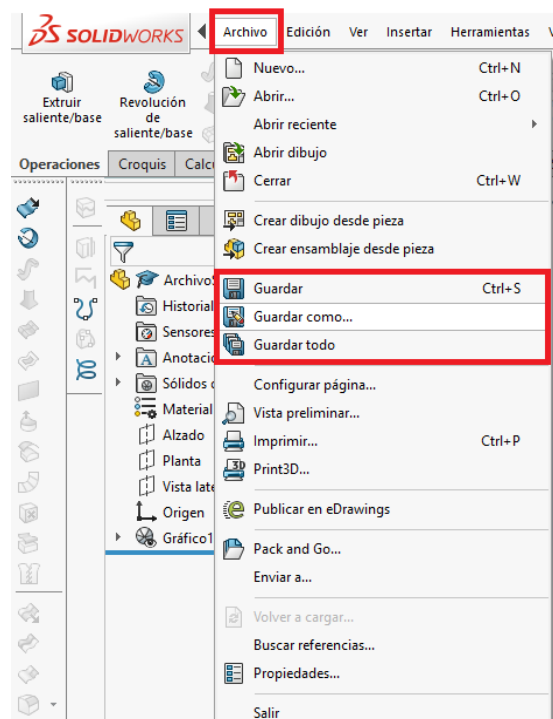 SOLIDWORKS
Archivo Edición Ver Insertar Herramientas
Extruir saliente/base
Revolución de saliente/base
Operaciones Croquis
Nuevo... Ctrl+N
Abrir... Ctrl+O
Abrir reciente
Abrir dibujo
Cerrar Ctrl+W
Crear dibujo desde pieza
Crear ensamblaje desde pieza
Guardar Ctrl+S
Guardar como...
Guardar todo
Configurar página...
Vista preliminar...
Imprimir... Ctrl+P
Print3D...
Publicar en eDrawings
Pack and Go...
Enviar a...
Volver a cargar...
Buscar referencias...
Propiedades...
Salir
Historial
Sensores
Sólidos
Material
Alzado
Planta
Vista
Origen
Gráfico1